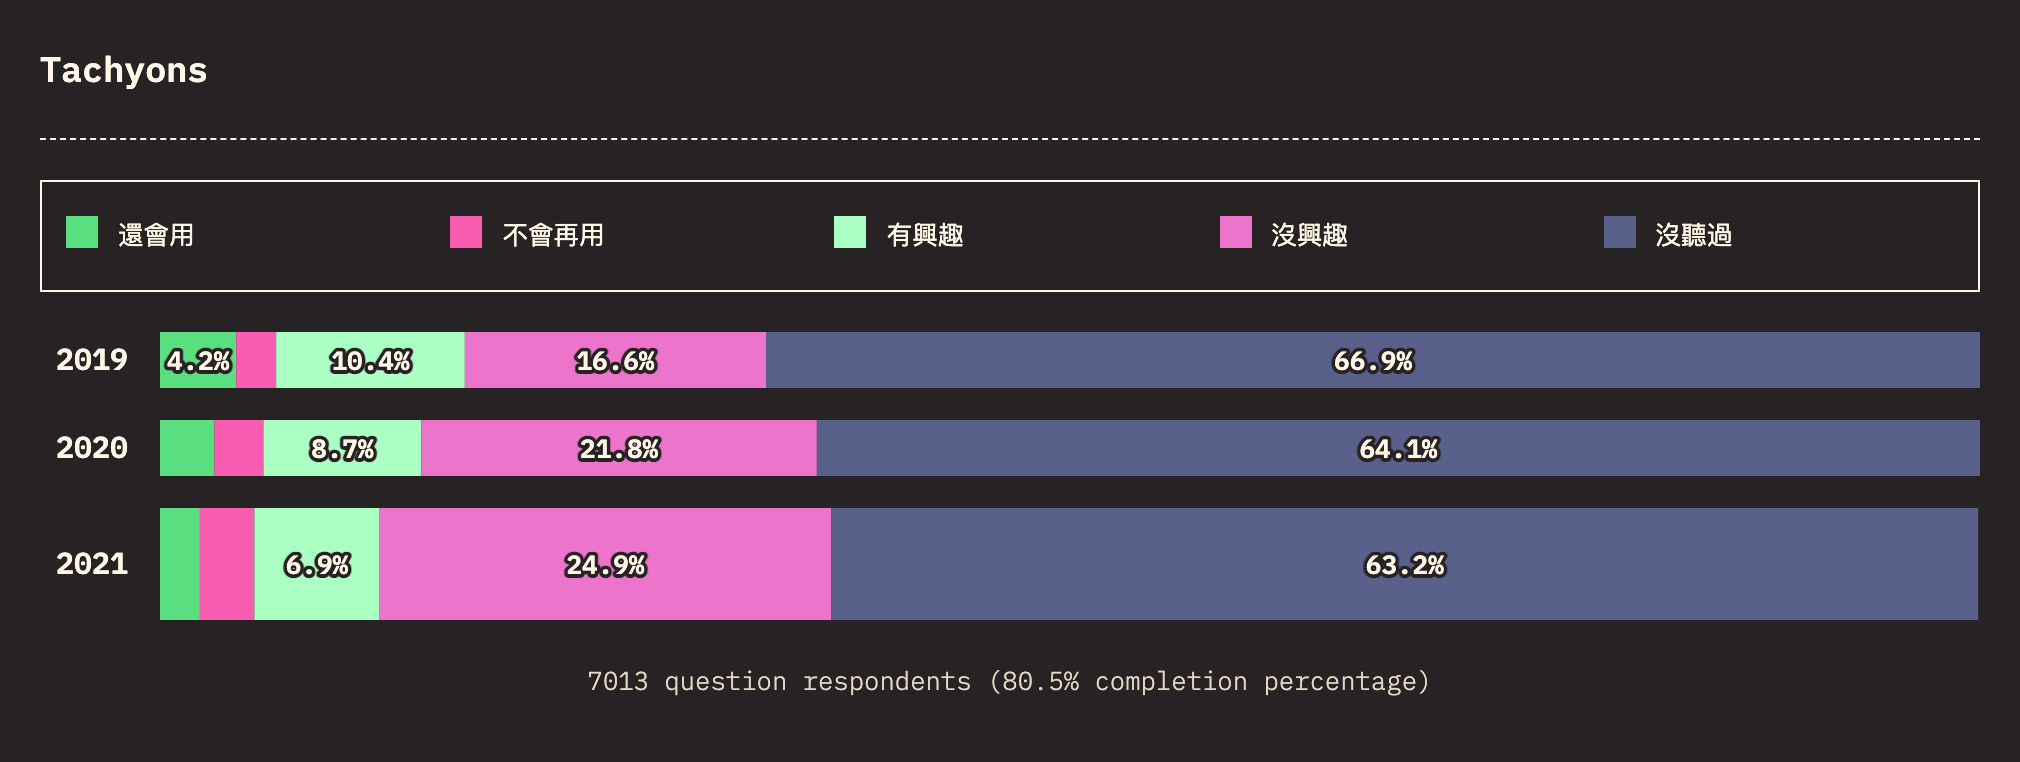 Tachyons
還會用 不會再用 有興趣 沒興趣 沒聽過
2019 4.2% 10.4% 16.6% 66.9%
2020 8.7% 21.8% 64.1%
2021 6.9% 24.9% 63.2%
7013 question respondents (80.5% completion percentage)